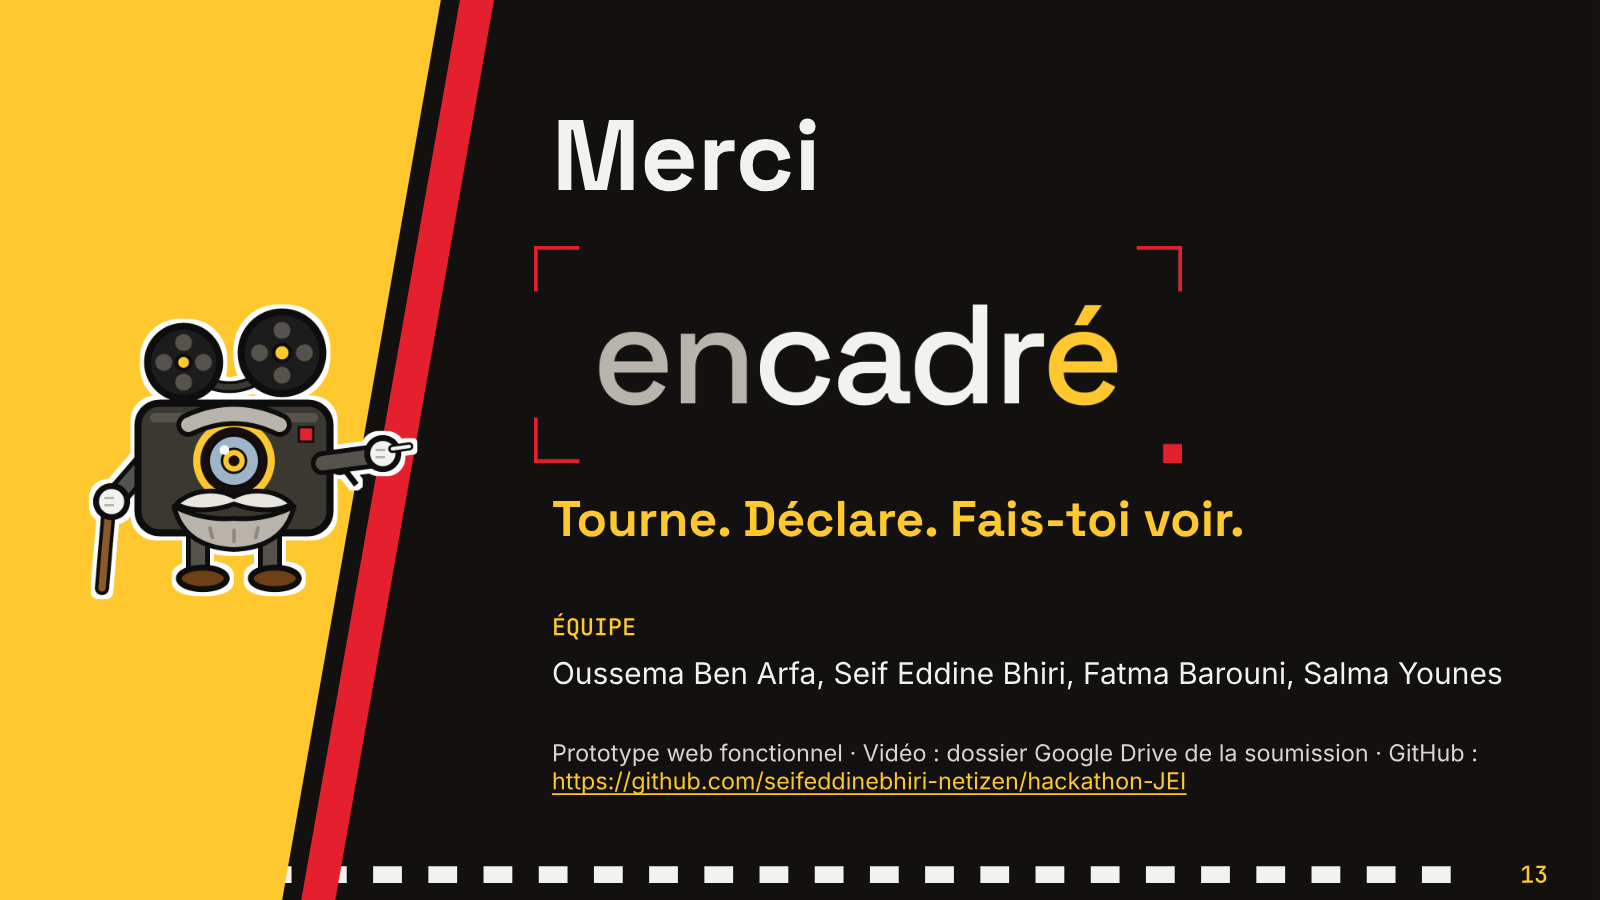 Merci
encadré
Tourne. Déclare. Fais-toi voir.
ÉQUIPE
Oussema Ben Arfa, Seif Eddine Bhiri, Fatma Barouni, Salma Younes
Prototype web fonctionnel · Vidéo : dossier Google Drive de la soumission · GitHub :
https://github.com/seifeddinebhiri-netizen/hackathon-JEI
13